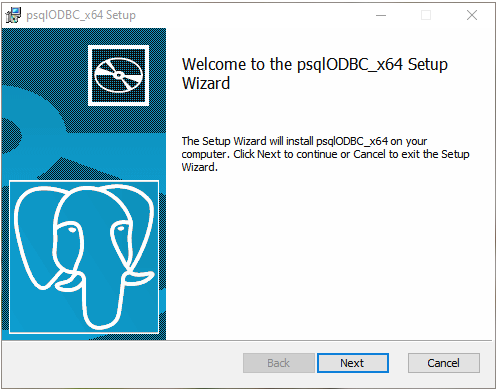 psqlODBC_x64 Setup
Welcome to the psqlODBC_x64 Setup
Wizard
The Setup Wizard will install psqlODBC_x64 on your
computer. Click Next to continue or Cancel to exit the Setup
Wizard.
Back
Next
Cancel